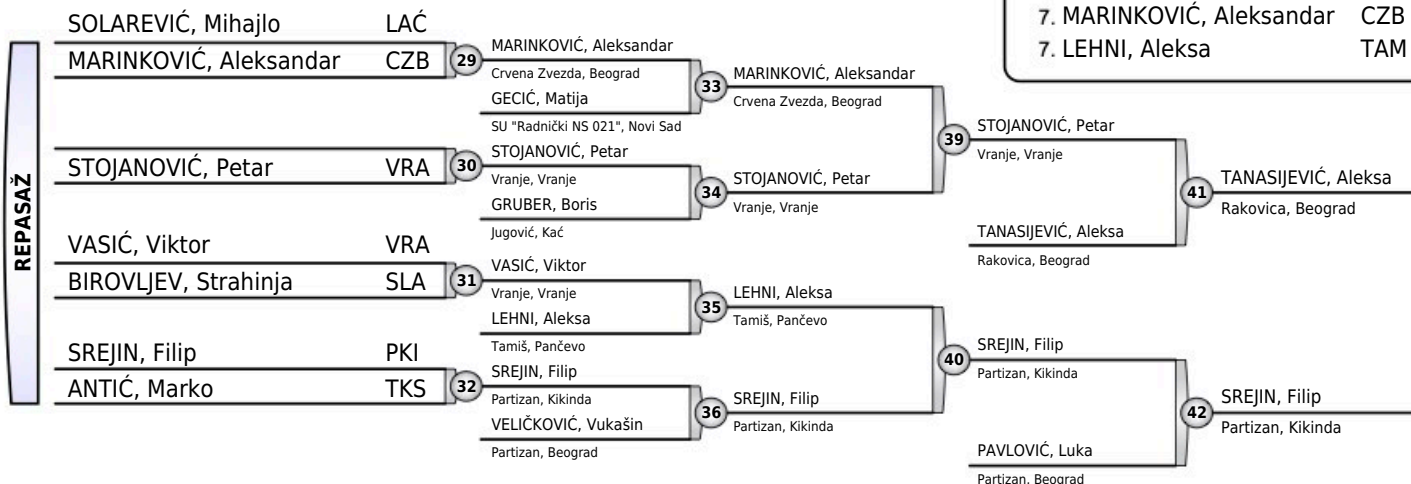 7. MARINKOVIĆ, Aleksandar CZB
7. LEHNI, Aleksa TAM
REPASAŽ
SOLAREVIĆ, Mihajlo LAĆ
MARINKOVIĆ, Aleksandar CZB
STOJANOVIĆ, Petar VRA
VASIĆ, Viktor VRA
BIROVLJEV, Strahinja SLA
SREJIN, Filip PKI
ANTIĆ, Marko TKS
29
MARINKOVIĆ, Aleksandar
Crvena Zvezda, Beograd
GECIĆ, Matija
SU "Radnički NS 021", Novi Sad
30
STOJANOVIĆ, Petar
Vranje, Vranje
GRUBER, Boris
Jugović, Kać
31
VASIĆ, Viktor
Vranje, Vranje
LEHNI, Aleksa
Tamiš, Pančevo
32
SREJIN, Filip
Partizan, Kikinda
VELIČKOVIĆ, Vukašin
Partizan, Beograd
33
MARINKOVIĆ, Aleksandar
Crvena Zvezda, Beograd
34
STOJANOVIĆ, Petar
Vranje, Vranje
35
LEHNI, Aleksa
Tamiš, Pančevo
36
SREJIN, Filip
Partizan, Kikinda
39
STOJANOVIĆ, Petar
Vranje, Vranje
TANASIJEVIĆ, Aleksa
Rakovica, Beograd
40
SREJIN, Filip
Partizan, Kikinda
PAVLOVIĆ, Luka
Partizan, Beograd
41
TANASIJEVIĆ, Aleksa
Rakovica, Beograd
42
SREJIN, Filip
Partizan, Kikinda